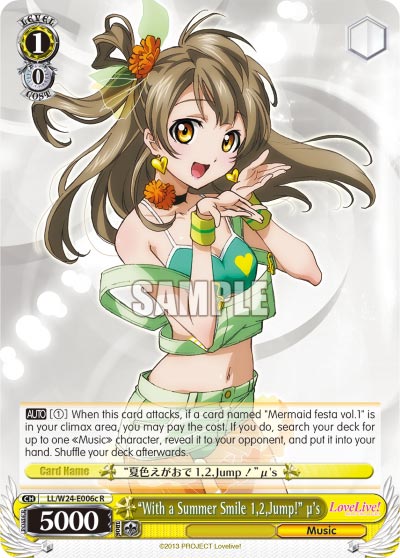 LEVEL
1
0
COST
SAMPLE
AUTO [①] When this card attacks, if a card named "Mermaid festa vol.1" is
in your climax area, you may pay the cost. If you do, search your deck for
up to one «Music» character, reveal it to your opponent, and put it into your
hand. Shuffle your deck afterwards.
Card Name
"夏色えがおで 1,2,Jump！" μ's
CH LL/W24-E006c R
"With a Summer Smile 1,2,Jump!" μ's
LoveLive!
POWER 5000
SOUL
Music
©2013 PROJECT Lovelive!